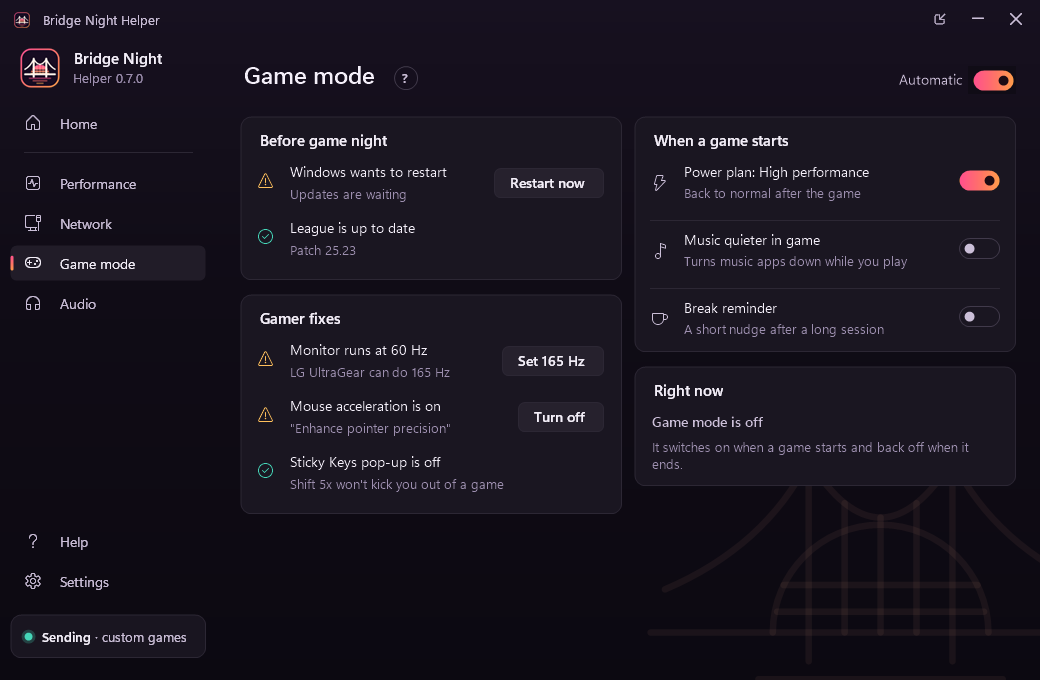 Bridge Night Helper
Bridge Night
Helper 0.7.0
Home
Performance
Network
Game mode
Audio
Help
Settings
Sending · custom games
Game mode
?
Automatic
Before game night
Windows wants to restart
Updates are waiting
Restart now
League is up to date
Patch 25.23
Gamer fixes
Monitor runs at 60 Hz
LG UltraGear can do 165 Hz
Set 165 Hz
Mouse acceleration is on
"Enhance pointer precision"
Turn off
Sticky Keys pop-up is off
Shift 5x won't kick you out of a game
When a game starts
Power plan: High performance
Back to normal after the game
Music quieter in game
Turns music apps down while you play
Break reminder
A short nudge after a long session
Right now
Game mode is off
It switches on when a game starts and back off when it
ends.